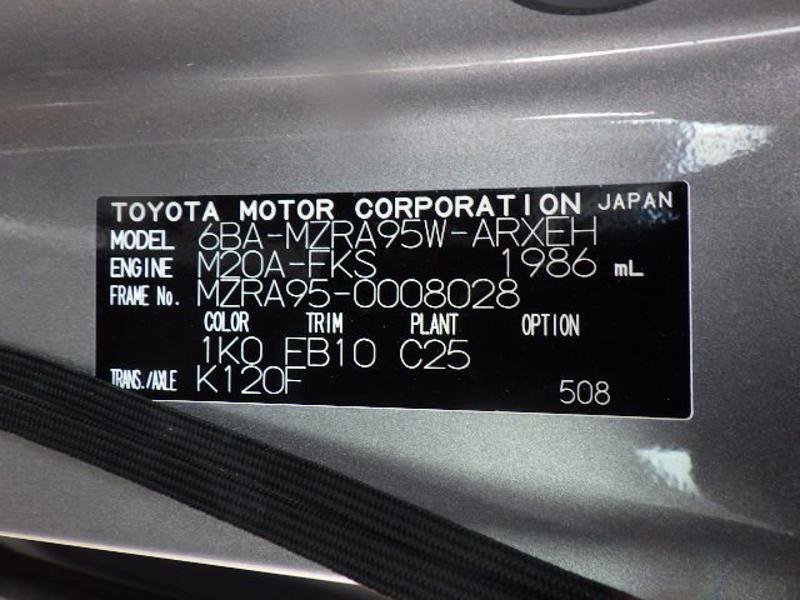 TOYOTA MOTOR CORPORATION JAPAN
MODEL 6BA-MZRA95W-ARXEH
ENGINE M20A-FKS 1986 mL
FRAME No. MZRA95-0008028
COLOR TRIM PLANT OPTION
1K0 FB10 C25
TRANS./AXLE K120F
508